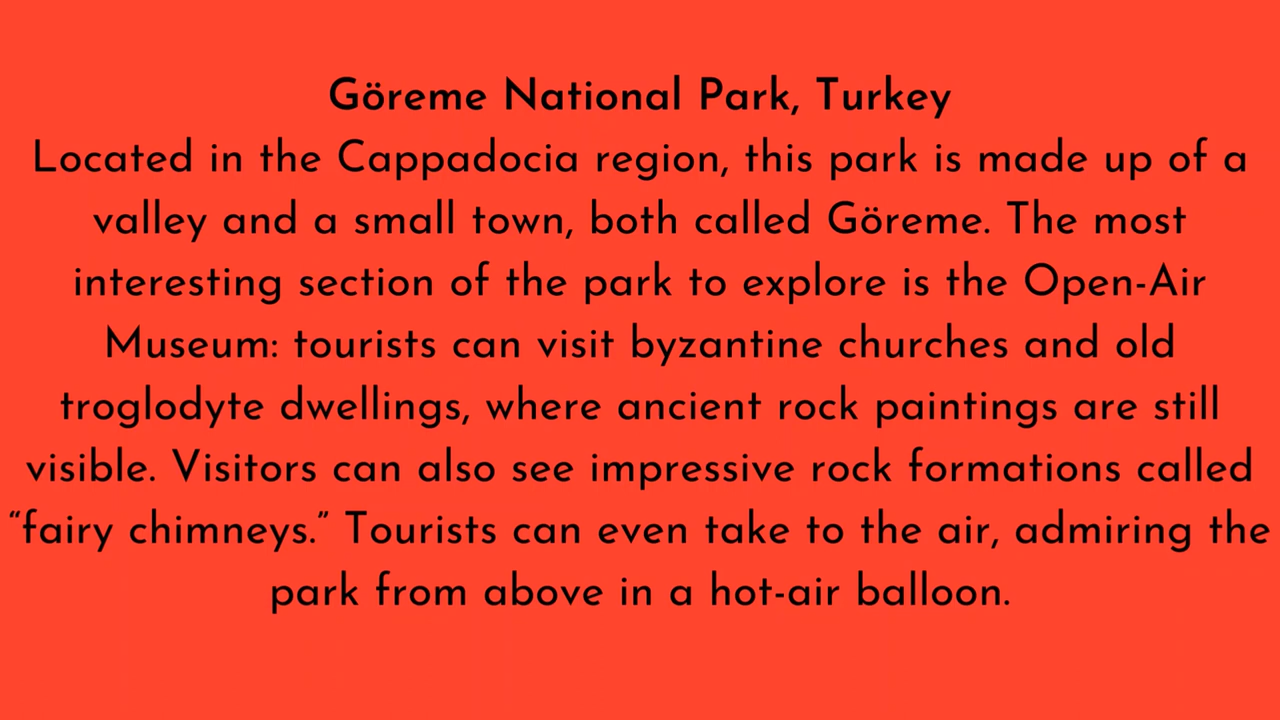 Göreme National Park, Turkey
Located in the Cappadocia region, this park is made up of a
valley and a small town, both called Göreme. The most
interesting section of the park to explore is the Open-Air
Museum: tourists can visit byzantine churches and old
troglodyte dwellings, where ancient rock paintings are still
visible. Visitors can also see impressive rock formations called
“fairy chimneys.” Tourists can even take to the air, admiring the
park from above in a hot-air balloon.